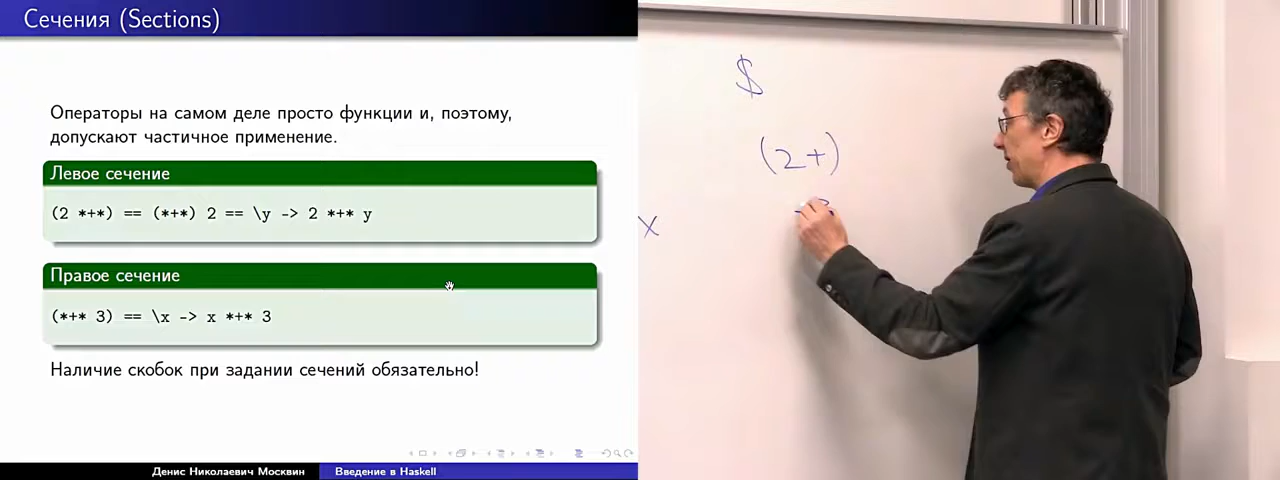 Сечения (Sections)
Операторы на самом деле просто функции и, поэтому,
допускают частичное применение.
Левое сечение
(2 *+*) == (*+*) 2 == \y -> 2 *+* y
Правое сечение
(*+* 3) == \x -> x *+* 3
Наличие скобок при задании сечений обязательно!
Денис Николаевич Москвин
Введение в Haskell
$
(2+)
x